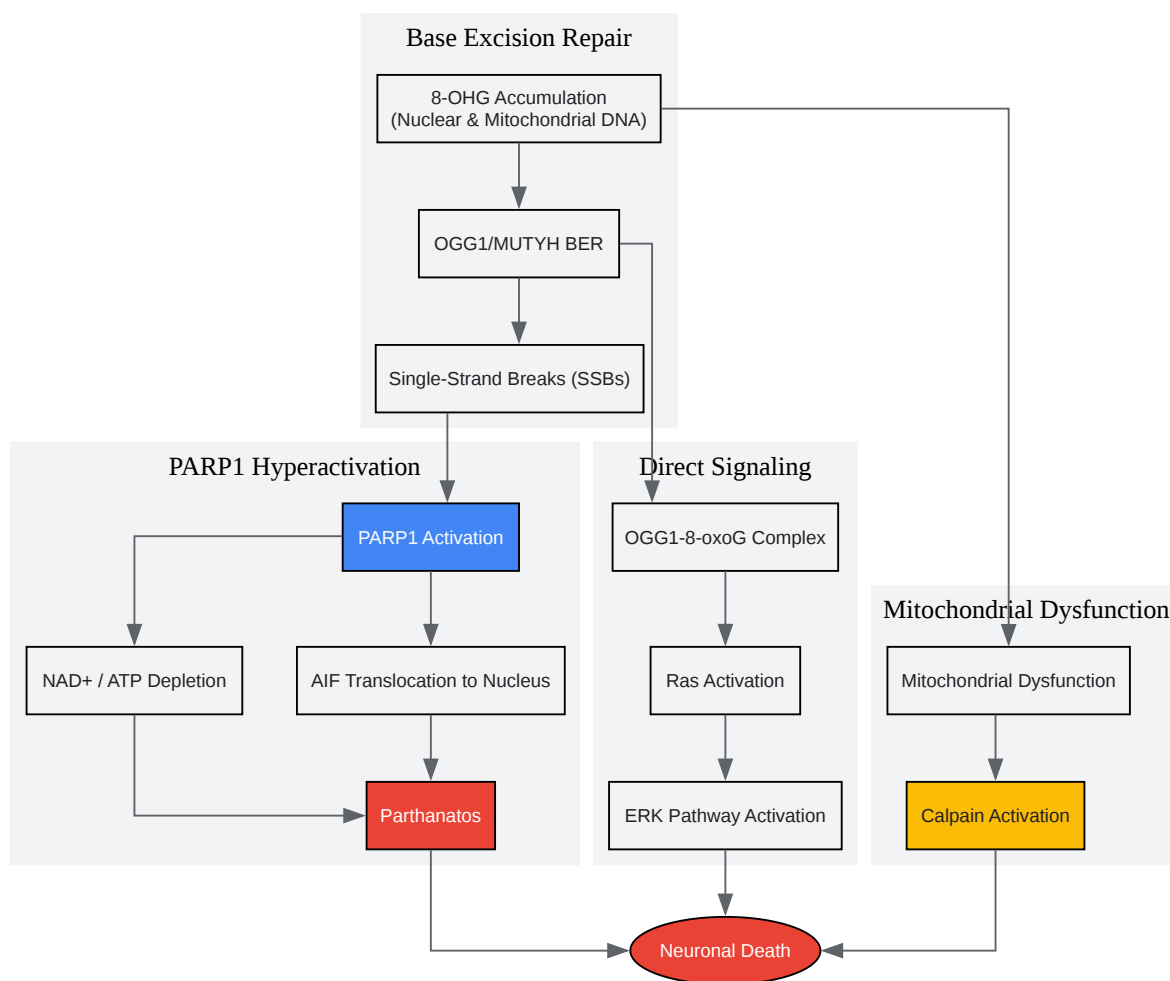 Base Excision Repair
8-OHG Accumulation
(Nuclear & Mitochondrial DNA)
OGG1/MUTYH BER
Single-Strand Breaks (SSBs)
PARP1 Hyperactivation
PARP1 Activation
NAD+ / ATP Depletion
AIF Translocation to Nucleus
Parthanatos
Direct Signaling
OGG1-8-oxoG Complex
Ras Activation
ERK Pathway Activation
Mitochondrial Dysfunction
Mitochondrial Dysfunction
Calpain Activation
Neuronal Death